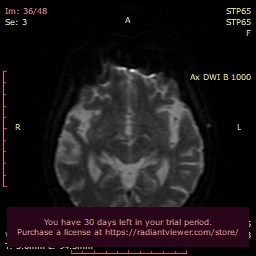 Im: 36/48
Se: 3
A
STP65
STP65
F
Ax DWI B 1000
R
L
You have 30 days left in your trial period.
Purchase a license at https://radiantviewer.com/store/